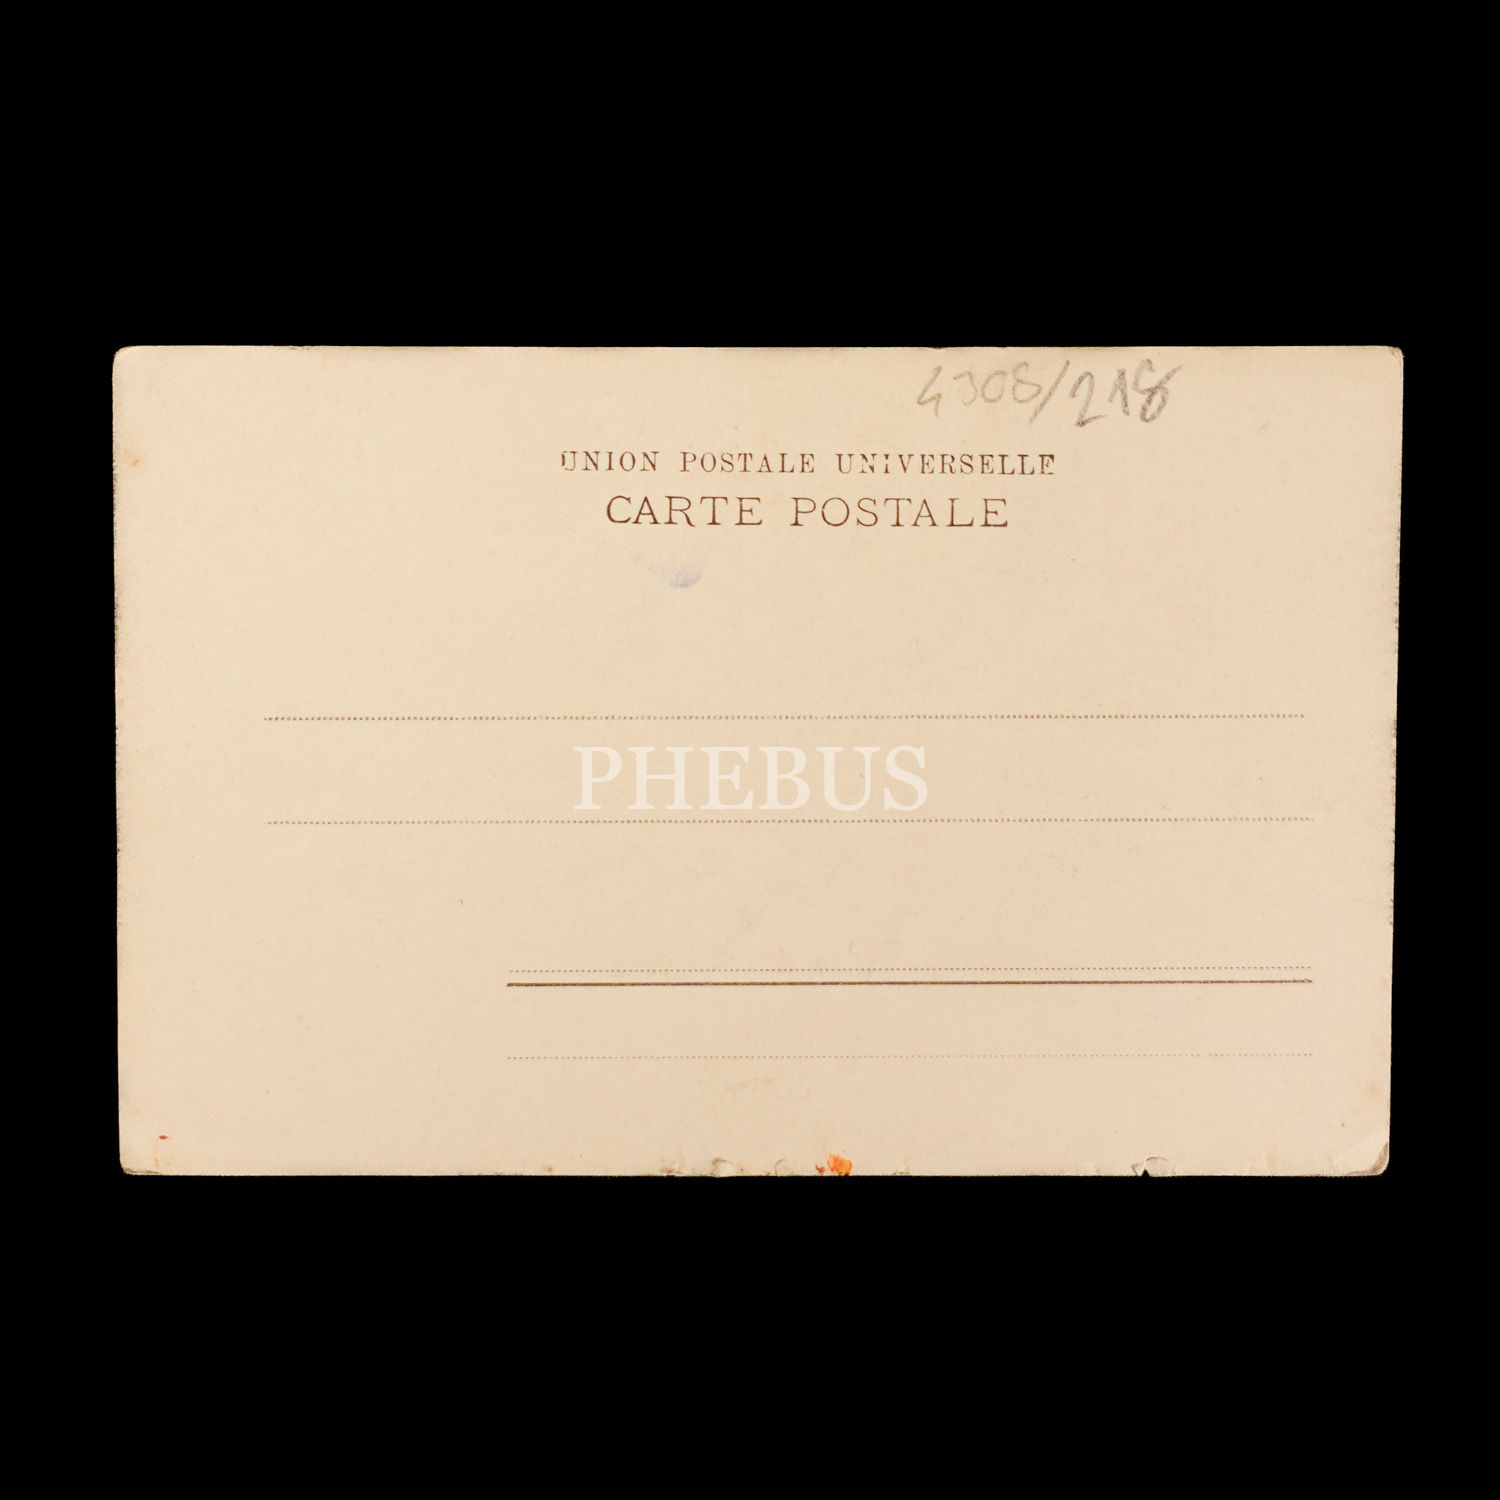 4308/218
UNION POSTALE UNIVERSELLE
CARTE POSTALE
PHEBUS